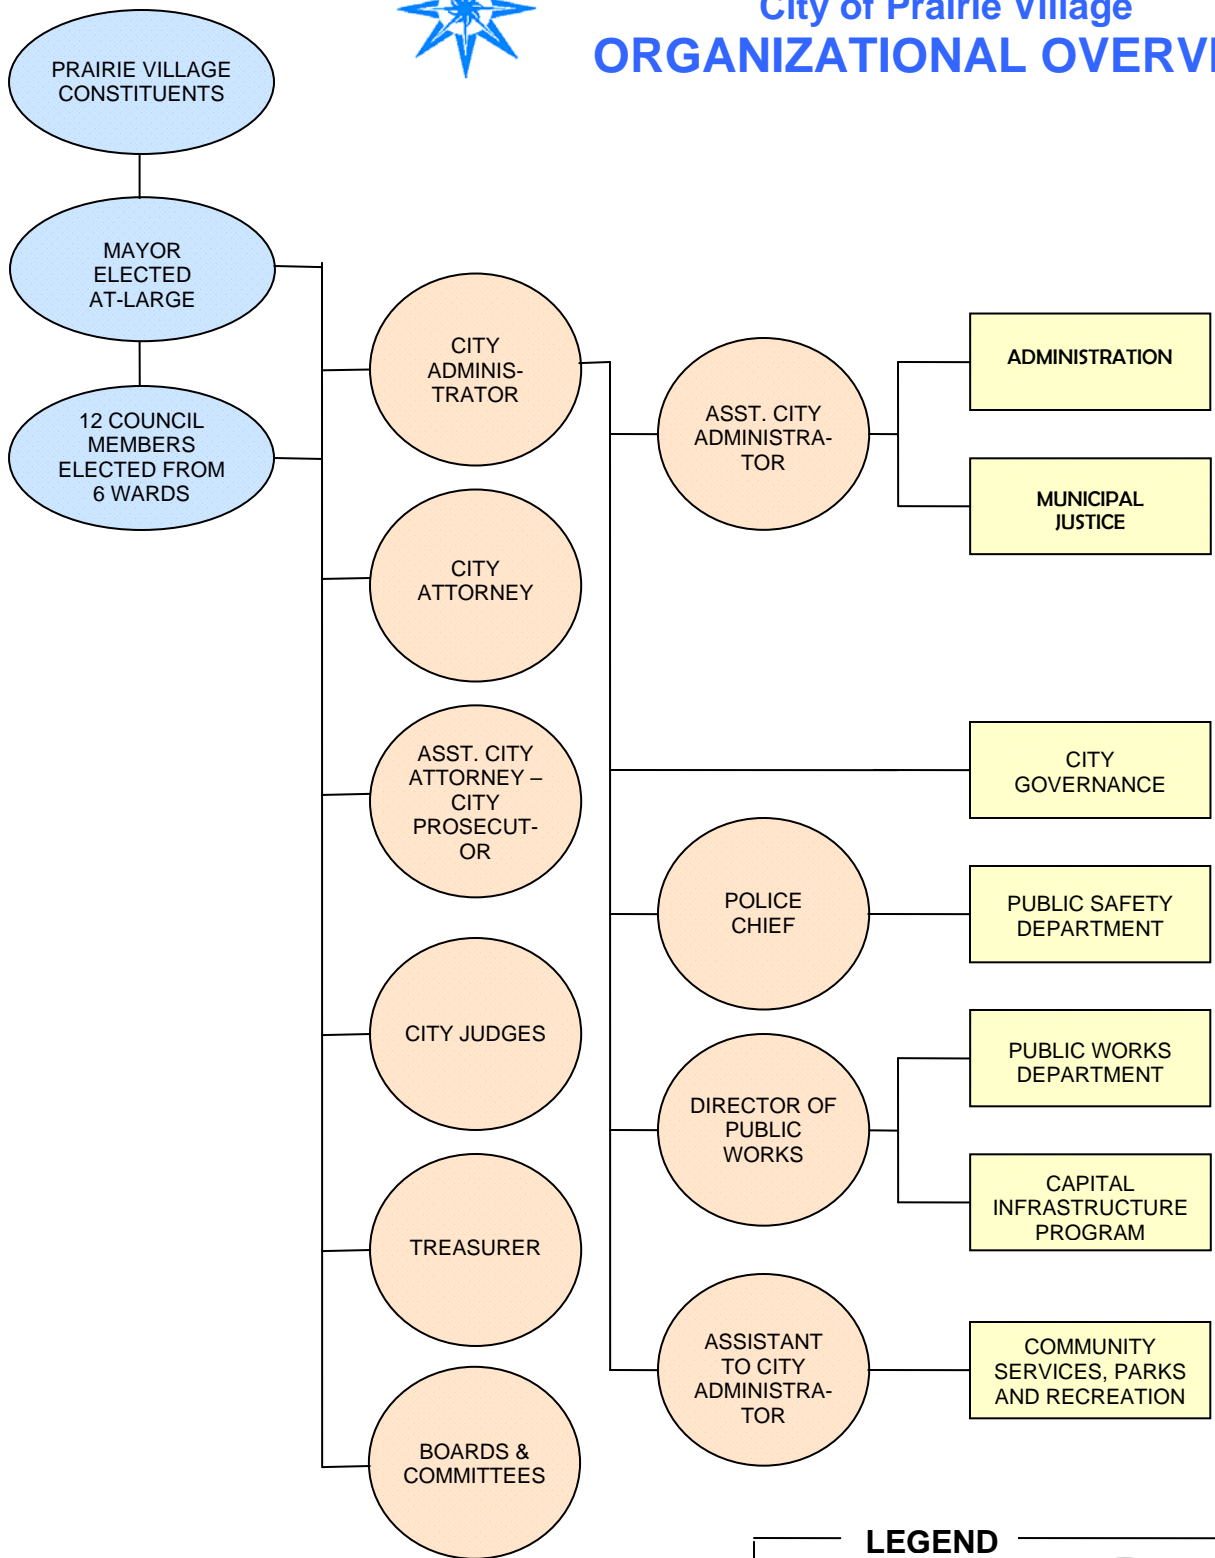 City of Prairie Village
ORGANIZATIONAL OVERVI
PRAIRIE VILLAGE
CONSTITUENTS
MAYOR
ELECTED
AT-LARGE
12 COUNCIL
MEMBERS
ELECTED FROM
6 WARDS
CITY
ADMINIS-
TRATOR
CITY
ATTORNEY
ASST. CITY
ATTORNEY –
CITY
PROSECUT-
OR
CITY JUDGES
TREASURER
BOARDS &
COMMITTEES
ASST. CITY
ADMINISTRA-
TOR
POLICE
CHIEF
DIRECTOR OF
PUBLIC
WORKS
ASSISTANT
TO CITY
ADMINISTRA-
TOR
ADMINISTRATION
MUNICIPAL
JUSTICE
CITY
GOVERNANCE
PUBLIC SAFETY
DEPARTMENT
PUBLIC WORKS
DEPARTMENT
CAPITAL
INFRASTRUCTURE
PROGRAM
COMMUNITY
SERVICES, PARKS
AND RECREATION
LEGEND